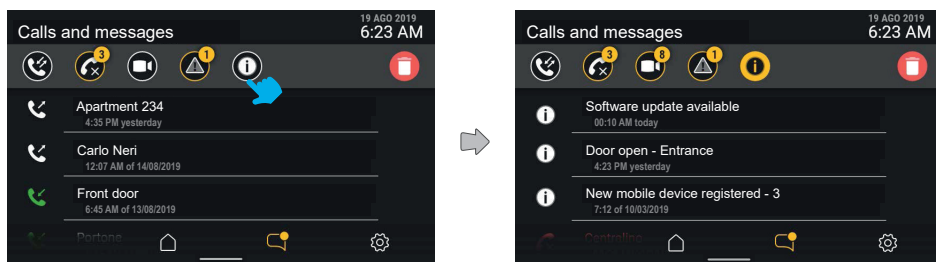 19 AGO 2019
Calls and messages
6:23 AM
3
1
i
Apartment 234
4:35 PM yesterday
Carlo Neri
12:07 AM of 14/08/2019
Front door
6:45 AM of 13/08/2019
Portone
19 AGO 2019
Calls and messages
6:23 AM
3
8
1
i
i
Software update available
00:10 AM today
i
Door open - Entrance
4:23 PM yesterday
i
New mobile device registered - 3
7:12 of 10/03/2019
Centralino